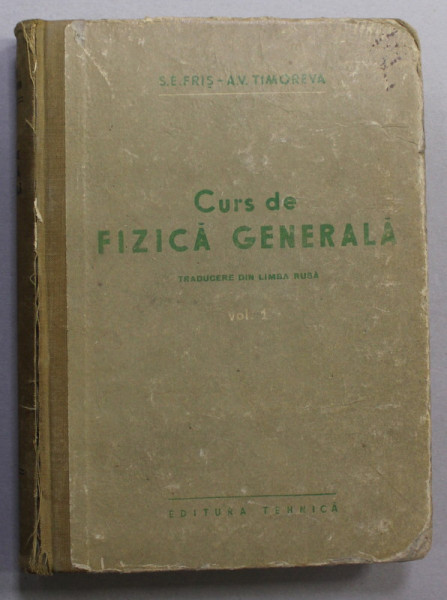 S.E.FRIȘ-A.V. TIMOREVA
Curs de
FIZICĂ GENERALĂ
TRADUCERE DIN LIMBA RUSĂ
vol. 1
EDITURA TEHNICĂ